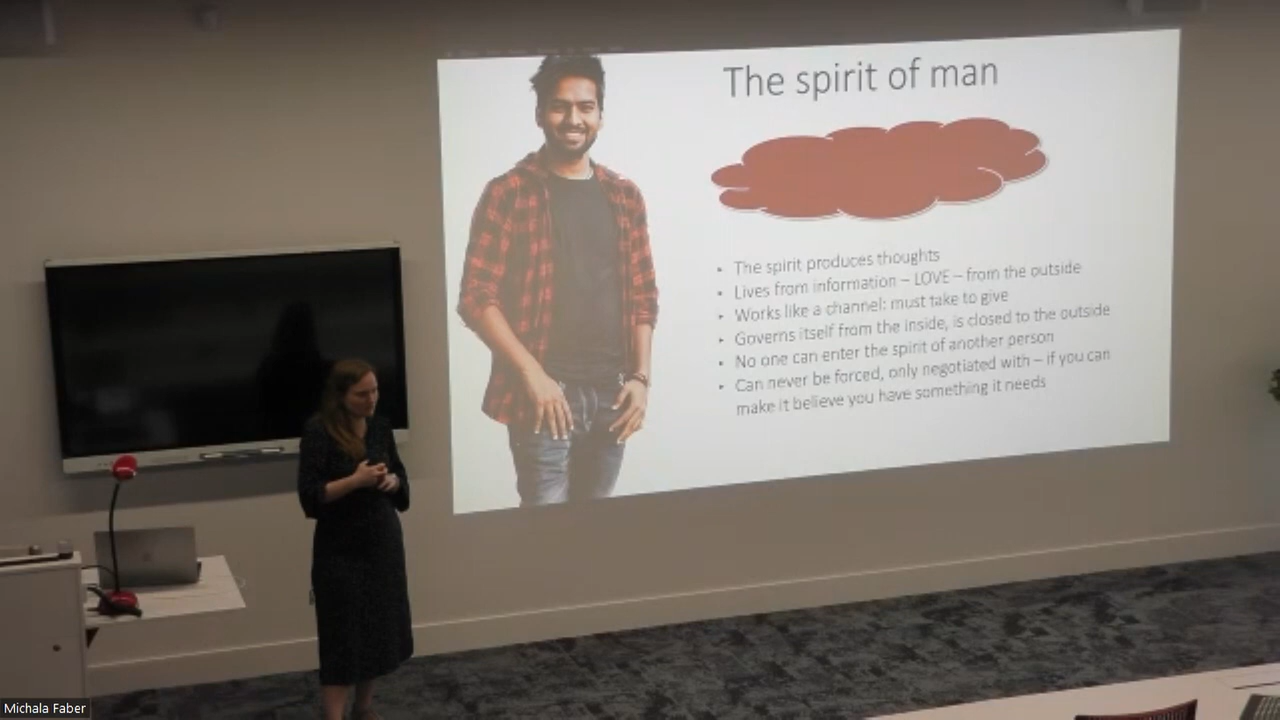 The spirit of man
• The spirit produces thoughts
• Lives from information – LOVE – from the outside
• Works like a channel: must take to give
• Governs itself from the inside, is closed to the outside
• No one can enter the spirit of another person
• Can never be forced, only negotiated with – if you can
make it believe you have something it needs
Michala Faber